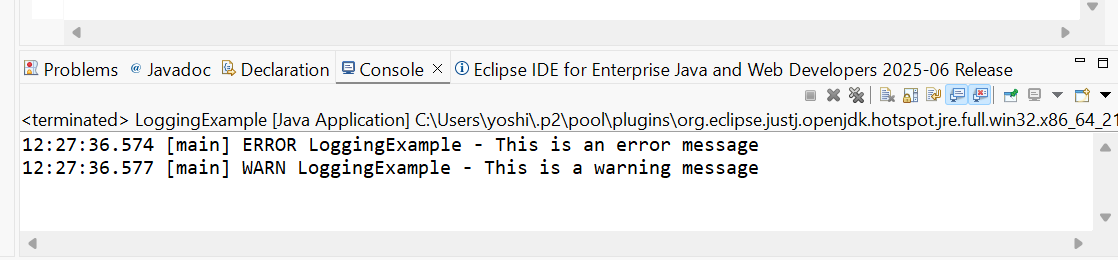 Problems @ Javadoc Declaration Console × Eclipse IDE for Enterprise Java and Web Developers 2025-06 Release
<terminated> LoggingExample [Java Application] C:\Users\yoshi\.p2\pool\plugins\org.eclipse.justj.openjdk.hotspot.jre.full.win32.x86_64_21
12:27:36.574 [main] ERROR LoggingExample - This is an error message
12:27:36.577 [main] WARN LoggingExample - This is a warning message